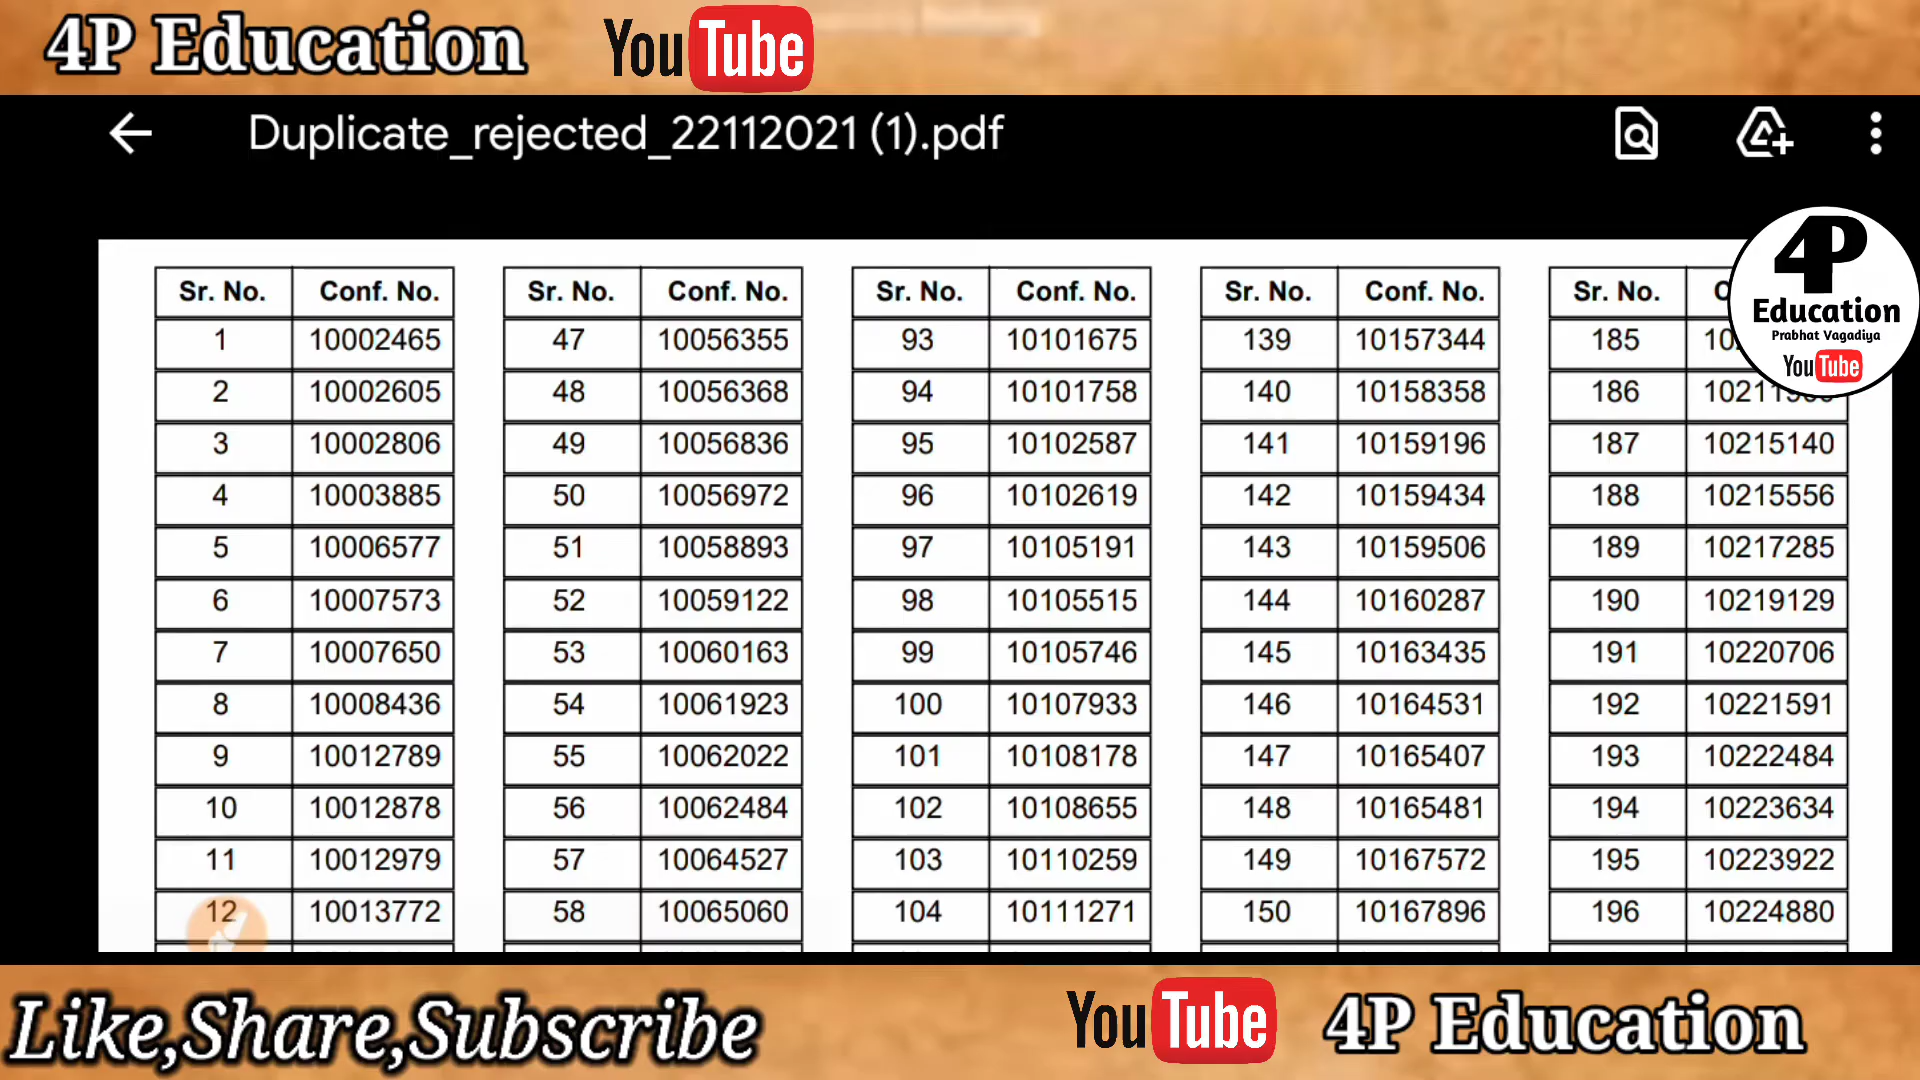 4P Education YouTube
Duplicate_rejected_22112021 (1).pdf
4P
Education
Prabhat Vagadiya
YouTube
Sr. No. Conf. No. Sr. No. Conf. No. Sr. No. Conf. No. Sr. No. Conf. No. Sr. No.
1 10002465 47 10056355 93 10101675 139 10157344 185
2 10002605 48 10056368 94 10101758 140 10158358 186
3 10002806 49 10056836 95 10102587 141 10159196 187 10215140
4 10003885 50 10056972 96 10102619 142 10159434 188 10215556
5 10006577 51 10058893 97 10105191 143 10159506 189 10217285
6 10007573 52 10059122 98 10105515 144 10160287 190 10219129
7 10007650 53 10060163 99 10105746 145 10163435 191 10220706
8 10008436 54 10061923 100 10107933 146 10164531 192 10221591
9 10012789 55 10062022 101 10108178 147 10165407 193 10222484
10 10012878 56 10062484 102 10108655 148 10165481 194 10223634
11 10012979 57 10064527 103 10110259 149 10167572 195 10223922
12 10013772 58 10065060 104 10111271 150 10167896 196 10224880
Like,Share,Subscribe YouTube 4P Education